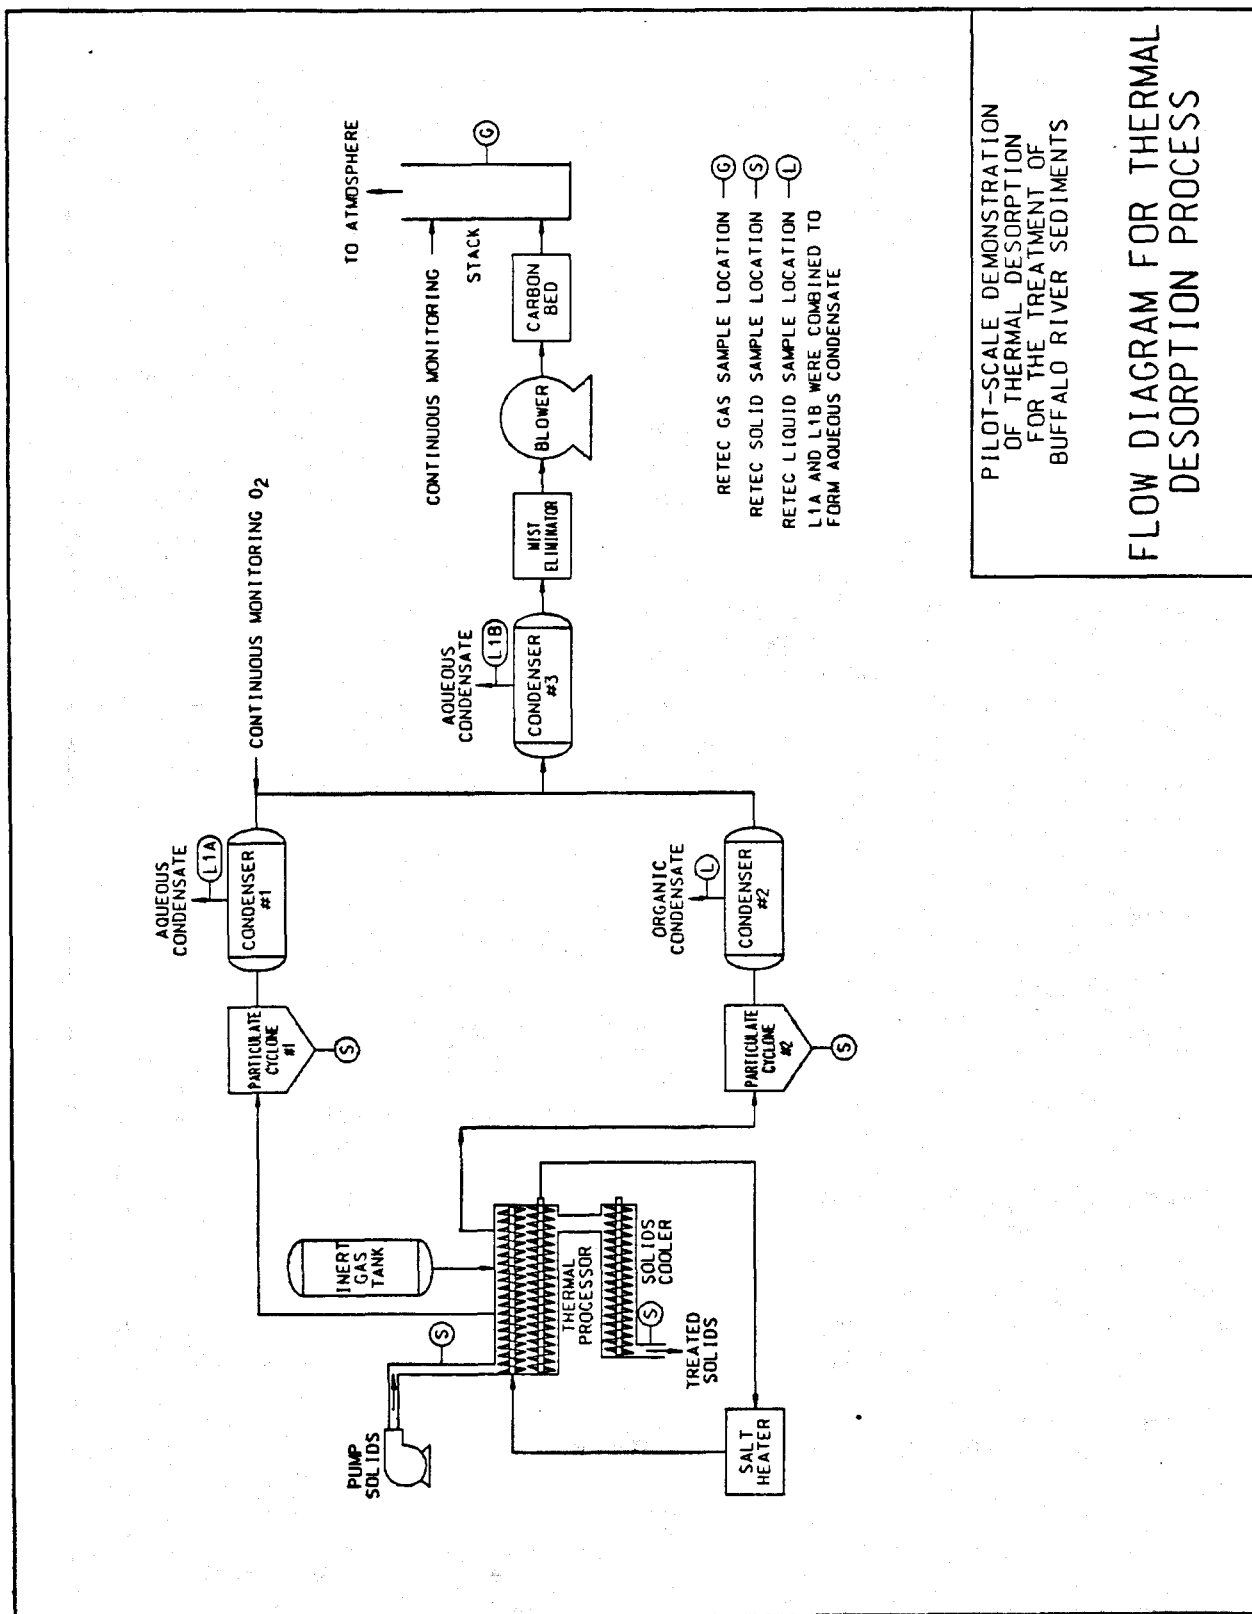 PUMP
SOLIDS
S
INERT
GAS
TANK
THERMAL
PROCESSOR
SOLIDS
COOLER
S
TREATED
SOLIDS
SALT
HEATER
PARTICULATE
CYCLONE
#1
S
AQUEOUS
CONDENSATE
L1A
CONDENSER
#1
CONTINUOUS MONITORING O2
PARTICULATE
CYCLONE
#2
S
ORGANIC
CONDENSATE
L
CONDENSER
#2
AQUEOUS
CONDENSATE
L1B
CONDENSER
#3
MIST
ELIMINATOR
BLOWER
CARBON
BED
CONTINUOUS MONITORING
STACK
TO ATMOSPHERE
G
RETEC GAS SAMPLE LOCATION G
RETEC SOLID SAMPLE LOCATION S
RETEC LIQUID SAMPLE LOCATION L
L1A AND L1B WERE COMBINED TO
FORM AQUEOUS CONDENSATE
PILOT-SCALE DEMONSTRATION
OF THERMAL DESORPTION
FOR THE TREATMENT OF
BUFFALO RIVER SEDIMENTS
FLOW DIAGRAM FOR THERMAL
DESORPTION PROCESS